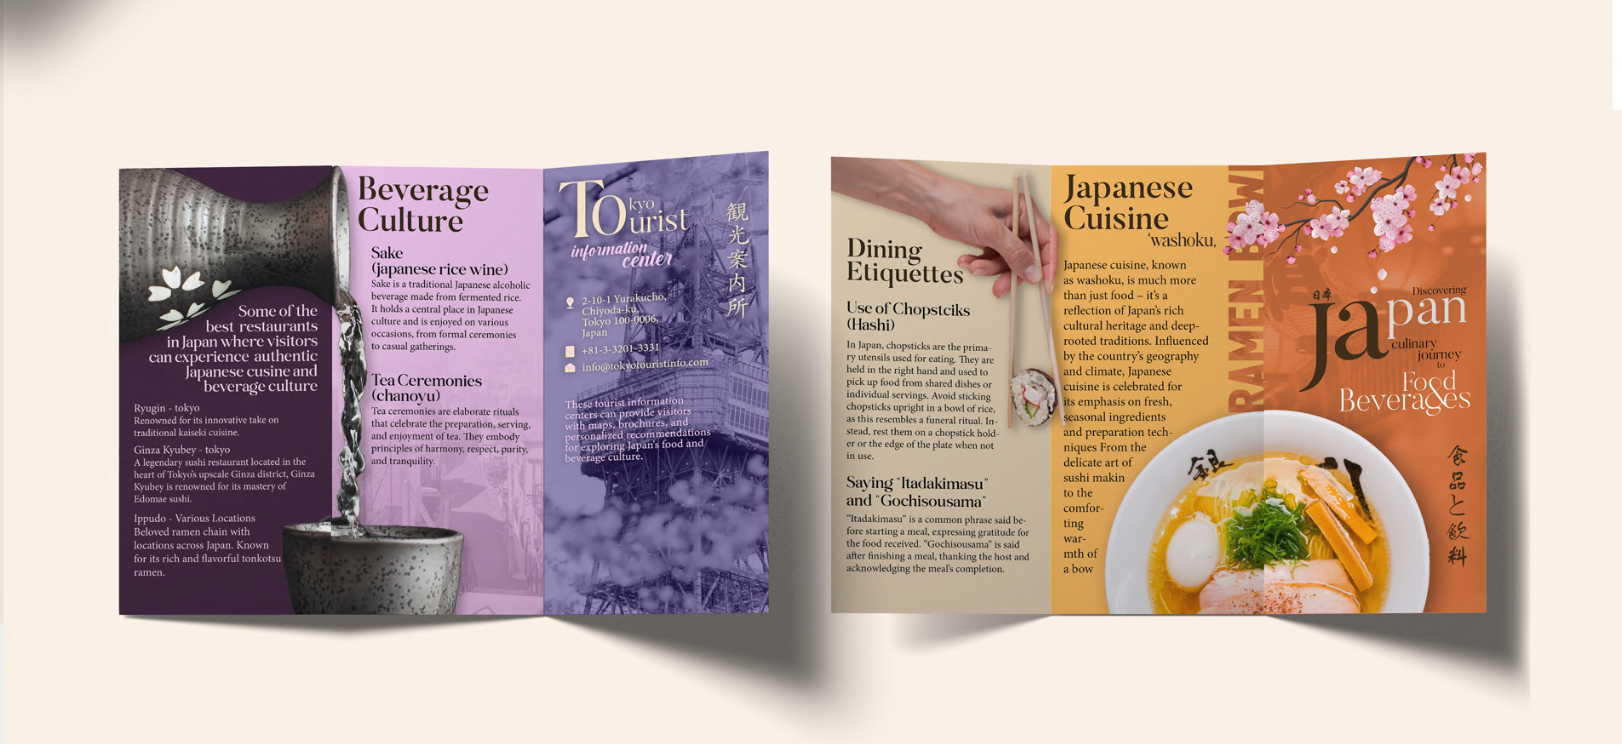 Some of the
best restaurants
in Japan where visitors
can experience authentic
Japanese cusine and
beverage culture
Ryugin - tokyo
Renowned for its innovative take on
traditional kaiseki cuisine.
Ginza Kyubey - tokyo
A legendary sushi restaurant located in the
heart of Tokyo's upscale Ginza district, Ginza
Kyubey is renowned for its mastery of
Edomae sushi.
Ippudo - Various Locations
Beloved ramen chain with
locations across Japan. Known
for its rich and flavorful tonkotsu
ramen.
Beverage
Culture
Sake
(japanese rice wine)
Sake is a traditional Japanese alcoholic
beverage made from fermented rice.
It holds a central place in Japanese
culture and is enjoyed on various
occasions, from formal ceremonies
to casual gatherings.
Tea Ceremonies
(chanoyu)
Tea ceremonies are elaborate rituals
that celebrate the preparation, serving,
and enjoyment of tea. They embody
principles of harmony, respect, purity,
and tranquility.
Tokyo
Tourist
information
center
観光案内所
2-10-1 Yurakucho,
Chiyoda-ku,
Tokyo 100-0006,
Japan
+81-3-3201-3331
info@tokyotouristinfo.com
These tourist information
centers can provide visitors
with maps, brochures, and
personalized recommendations
for exploring Japan's food and
beverage culture.
Dining
Etiquettes
Use of Chopstciks
(Hashi)
In Japan, chopsticks are the prima-
ry utensils used for eating. They are
held in the right hand and used to
pick up food from shared dishes or
individual servings. Avoid sticking
chopsticks upright in a bowl of rice,
as this resembles a funeral ritual. In-
stead, rest them on a chopstick hold-
er or the edge of the plate when not
in use.
Saying "Itadakimasu"
and "Gochisousama"
"Itadakimasu" is a common phrase said be-
fore starting a meal, expressing gratitude for
the food received. "Gochisousama" is said
after finishing a meal, thanking the host and
acknowledging the meal's completion.
Japanese
Cuisine
'washoku,
Japanese cuisine, known
as washoku, is much more
than just food – it's a
reflection of Japan's rich
cultural heritage and deep-
rooted traditions. Influenced
by the country's geography
and climate, Japanese
cuisine is celebrated for
its emphasis on fresh,
seasonal ingredients
and preparation tech-
niques From the
delicate art of
sushi makin
to the
comfor-
ting
war-
mth of
a bow
RAMEN BOWL
Discovering
日本
Japan
culinary
journey
to
Food
&
Beverages
食品と飲料
銀